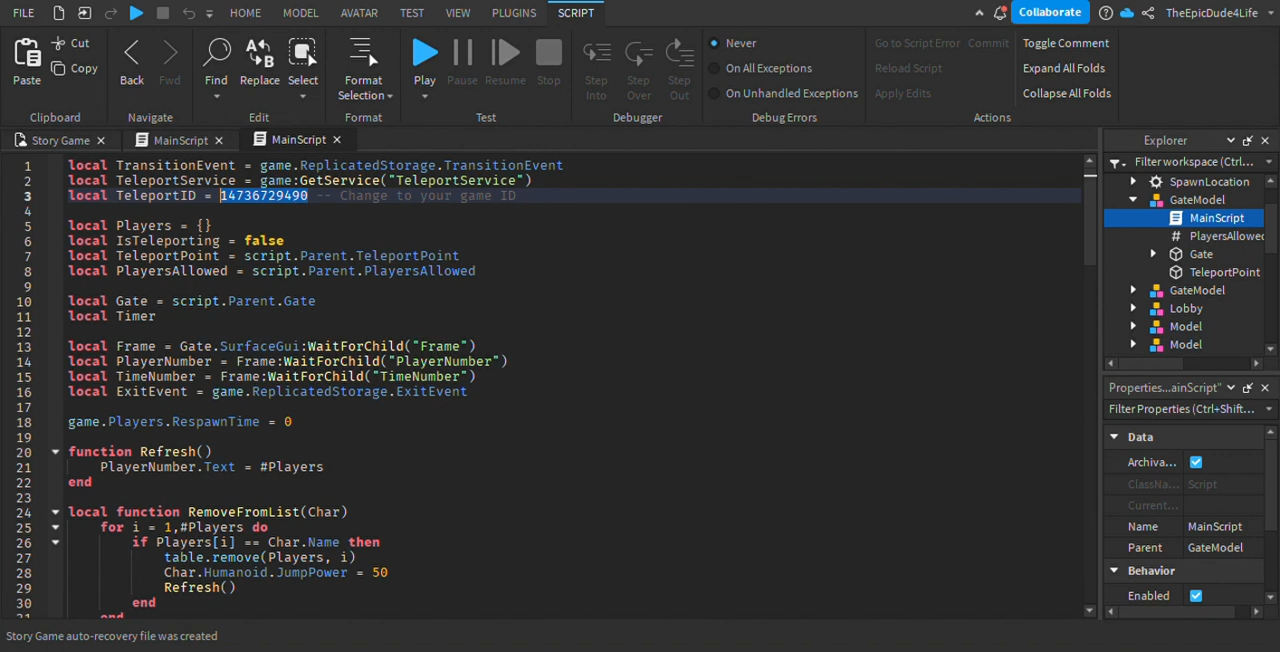 FILE HOME MODEL AVATAR TEST VIEW PLUGINS SCRIPT Collaborate TheEpicDude4Life
Paste Cut Copy Clipboard
Back Fwd Navigate
Find Replace Select Edit
Format Selection Format
Play Pause Resume Stop Test
Step Into Step Over Step Out Debugger
Never
On All Exceptions
On Unhandled Exceptions
Debug Errors
Go to Script Error Commit Toggle Comment
Reload Script Expand All Folds
Apply Edits Collapse All Folds
Actions
Story Game MainScript MainScript
1 local TransitionEvent = game.ReplicatedStorage.TransitionEvent
2 local TeleportService = game:GetService("TeleportService")
3 local TeleportID = 14736729490 -- Change to your game ID
4
5 local Players = {}
6 local IsTeleporting = false
7 local TeleportPoint = script.Parent.TeleportPoint
8 local PlayersAllowed = script.Parent.PlayersAllowed
9
10 local Gate = script.Parent.Gate
11 local Timer
12
13 local Frame = Gate.SurfaceGui:WaitForChild("Frame")
14 local PlayerNumber = Frame:WaitForChild("PlayerNumber")
15 local TimeNumber = Frame:WaitForChild("TimeNumber")
16 local ExitEvent = game.ReplicatedStorage.ExitEvent
17
18 game.Players.RespawnTime = 0
19
20 function Refresh()
21 PlayerNumber.Text = #Players
22 end
23
24 local function RemoveFromList(Char)
25 for i = 1,#Players do
26 if Players[i] == Char.Name then
27 table.remove(Players, i)
28 Char.Humanoid.JumpPower = 50
29 Refresh()
30 end
31 end
Explorer
Filter workspace (Ctrl...
SpawnLocation
GateModel
MainScript
# PlayersAllowed
Gate
TeleportPoint
GateModel
Lobby
Model
Model
Properties...ainScript"
Filter Properties (Ctrl+Shift...
Data
Archiva...
ClassNa... Script
Current...
Name MainScript
Parent GateModel
Behavior
Enabled
Story Game auto-recovery file was created